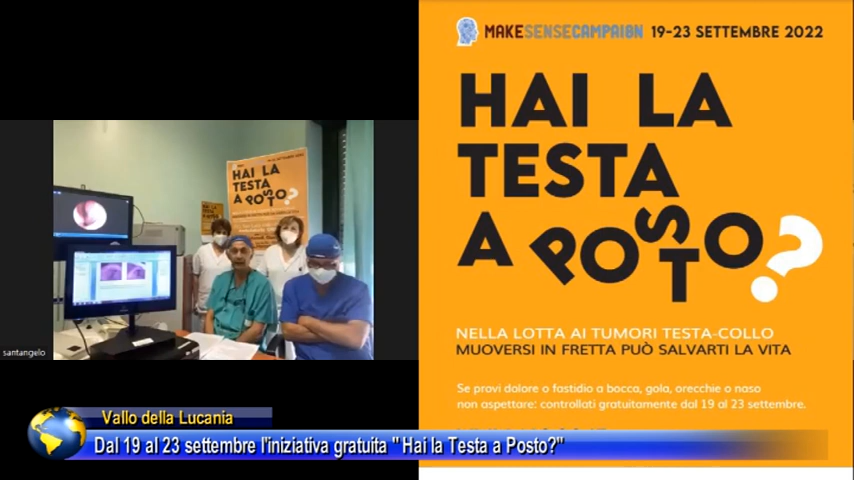 MAKESENSECAMPAIGN 19-23 SETTEMBRE 2022
HAI LA
TESTA
A POSTO?
NELLA LOTTA AI TUMORI TESTA-COLLO
MUOVERSI IN FRETTA PUÒ SALVARTI LA VITA
Se provi dolore o fastidio a bocca, gola, orecchie o naso
non aspettare: controllati gratuitamente dal 19 al 23 settembre.
HAI LA
TESTA
A POSTO?
santangelo
Vallo della Lucania
Dal 19 al 23 settembre l'iniziativa gratuita "Hai la Testa a Posto?"